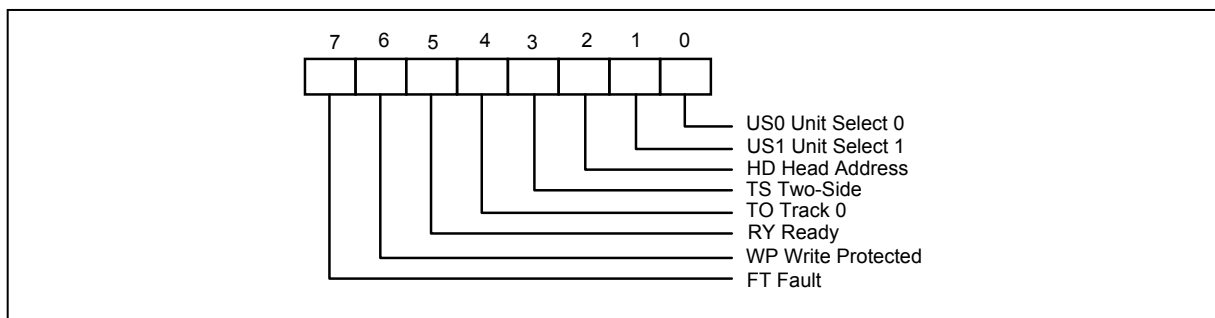 7 6 5 4 3 2 1 0
US0 Unit Select 0
US1 Unit Select 1
HD Head Address
TS Two-Side
TO Track 0
RY Ready
WP Write Protected
FT Fault